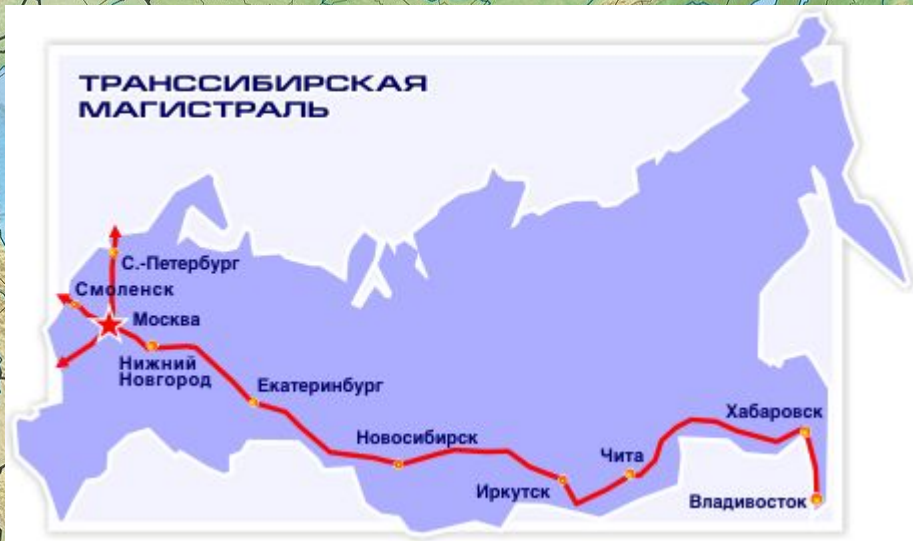 ТРАНССИБИРСКАЯ
МАГИСТРАЛЬ
С.-Петербург
Смоленск
Москва
Нижний
Новгород
Екатеринбург
Новосибирск
Иркутск
Чита
Хабаровск
Владивосток